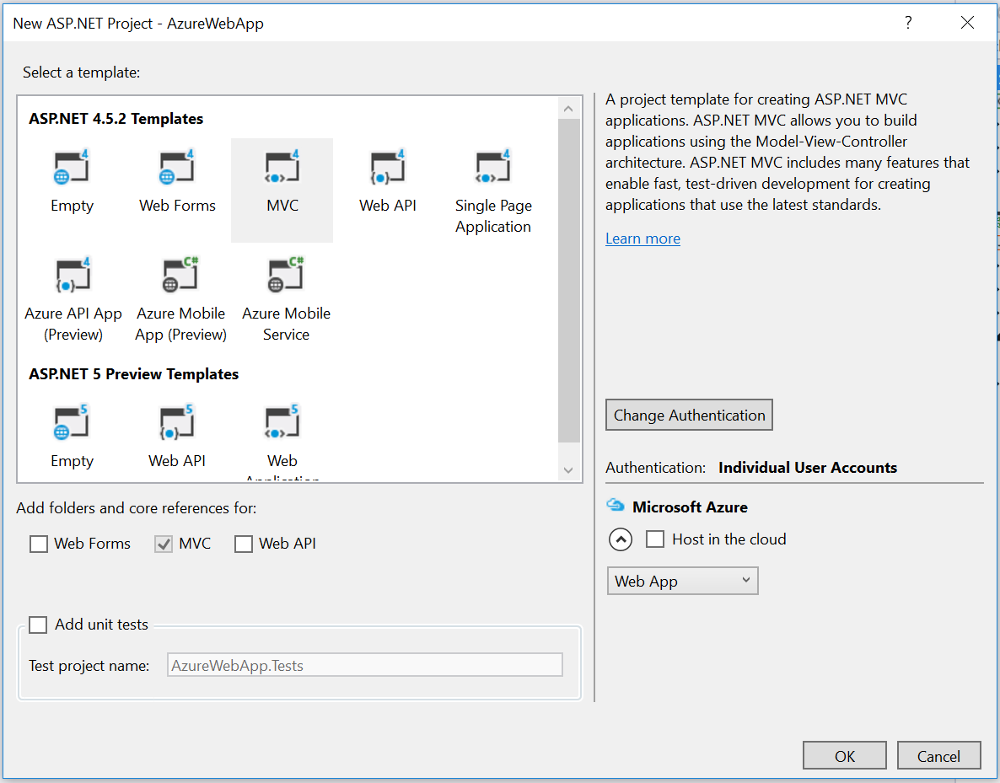 New ASP.NET Project - AzureWebApp
?
Select a template:
ASP.NET 4.5.2 Templates
4 4 4 4 4
Empty Web Forms MVC Web API Single Page
Application
4 C# C#
Azure API App Azure Mobile Azure Mobile
(Preview) App (Preview) Service
ASP.NET 5 Preview Templates
5 5 5
Empty Web API Web
Application
Add folders and core references for:
Web Forms MVC Web API
Add unit tests
Test project name: AzureWebApp.Tests
A project template for creating ASP.NET MVC
applications. ASP.NET MVC allows you to build
applications using the Model-View-Controller
architecture. ASP.NET MVC includes many features that
enable fast, test-driven development for creating
applications that use the latest standards.
Learn more
Change Authentication
Authentication: Individual User Accounts
Microsoft Azure
Host in the cloud
Web App
OK Cancel